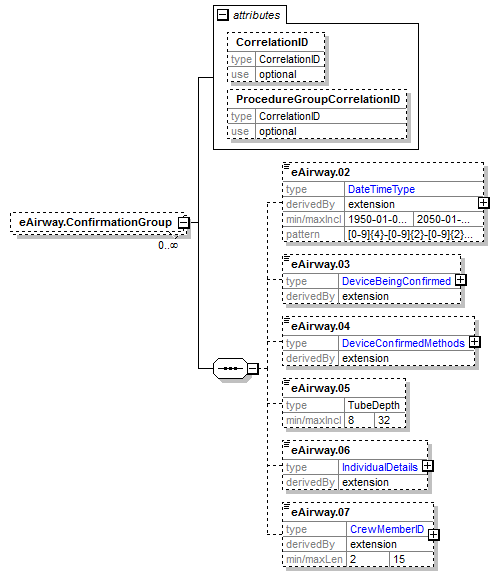 attributes
CorrelationID
type CorrelationID
use optional
ProcedureGroupCorrelationID
type CorrelationID
use optional
eAirway.ConfirmationGroup
0..∞
eAirway.02
type DateTimeType
derivedBy extension
min/maxIncl 1950-01-0... 2050-01-...
pattern [0-9]{4}-[0-9]{2}-[0-9]{2}...
eAirway.03
type DeviceBeingConfirmed
derivedBy extension
eAirway.04
type DeviceConfirmedMethods
derivedBy extension
eAirway.05
type TubeDepth
min/maxIncl 8 32
eAirway.06
type IndividualDetails
derivedBy extension
eAirway.07
type CrewMemberID
derivedBy extension
min/maxLen 2 15